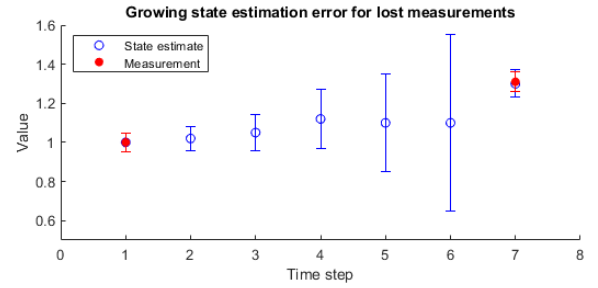 Growing state estimation error for lost measurements
State estimate
Measurement
Value
1.6
1.4
1.2
1
0.8
0.6
0 1 2 3 4 5 6 7 8
Time step